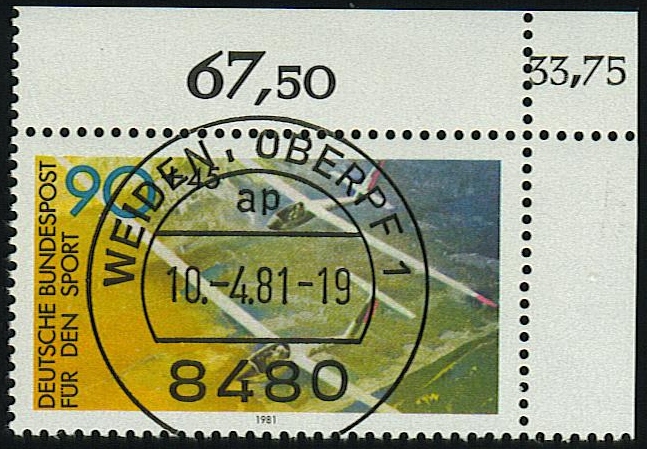 67,50
33,75
90 +45
DEUTSCHE BUNDESPOST
FÜR DEN SPORT
WEIDEN, OBERPF 1
ap
10.-4.81-19
8480
1981